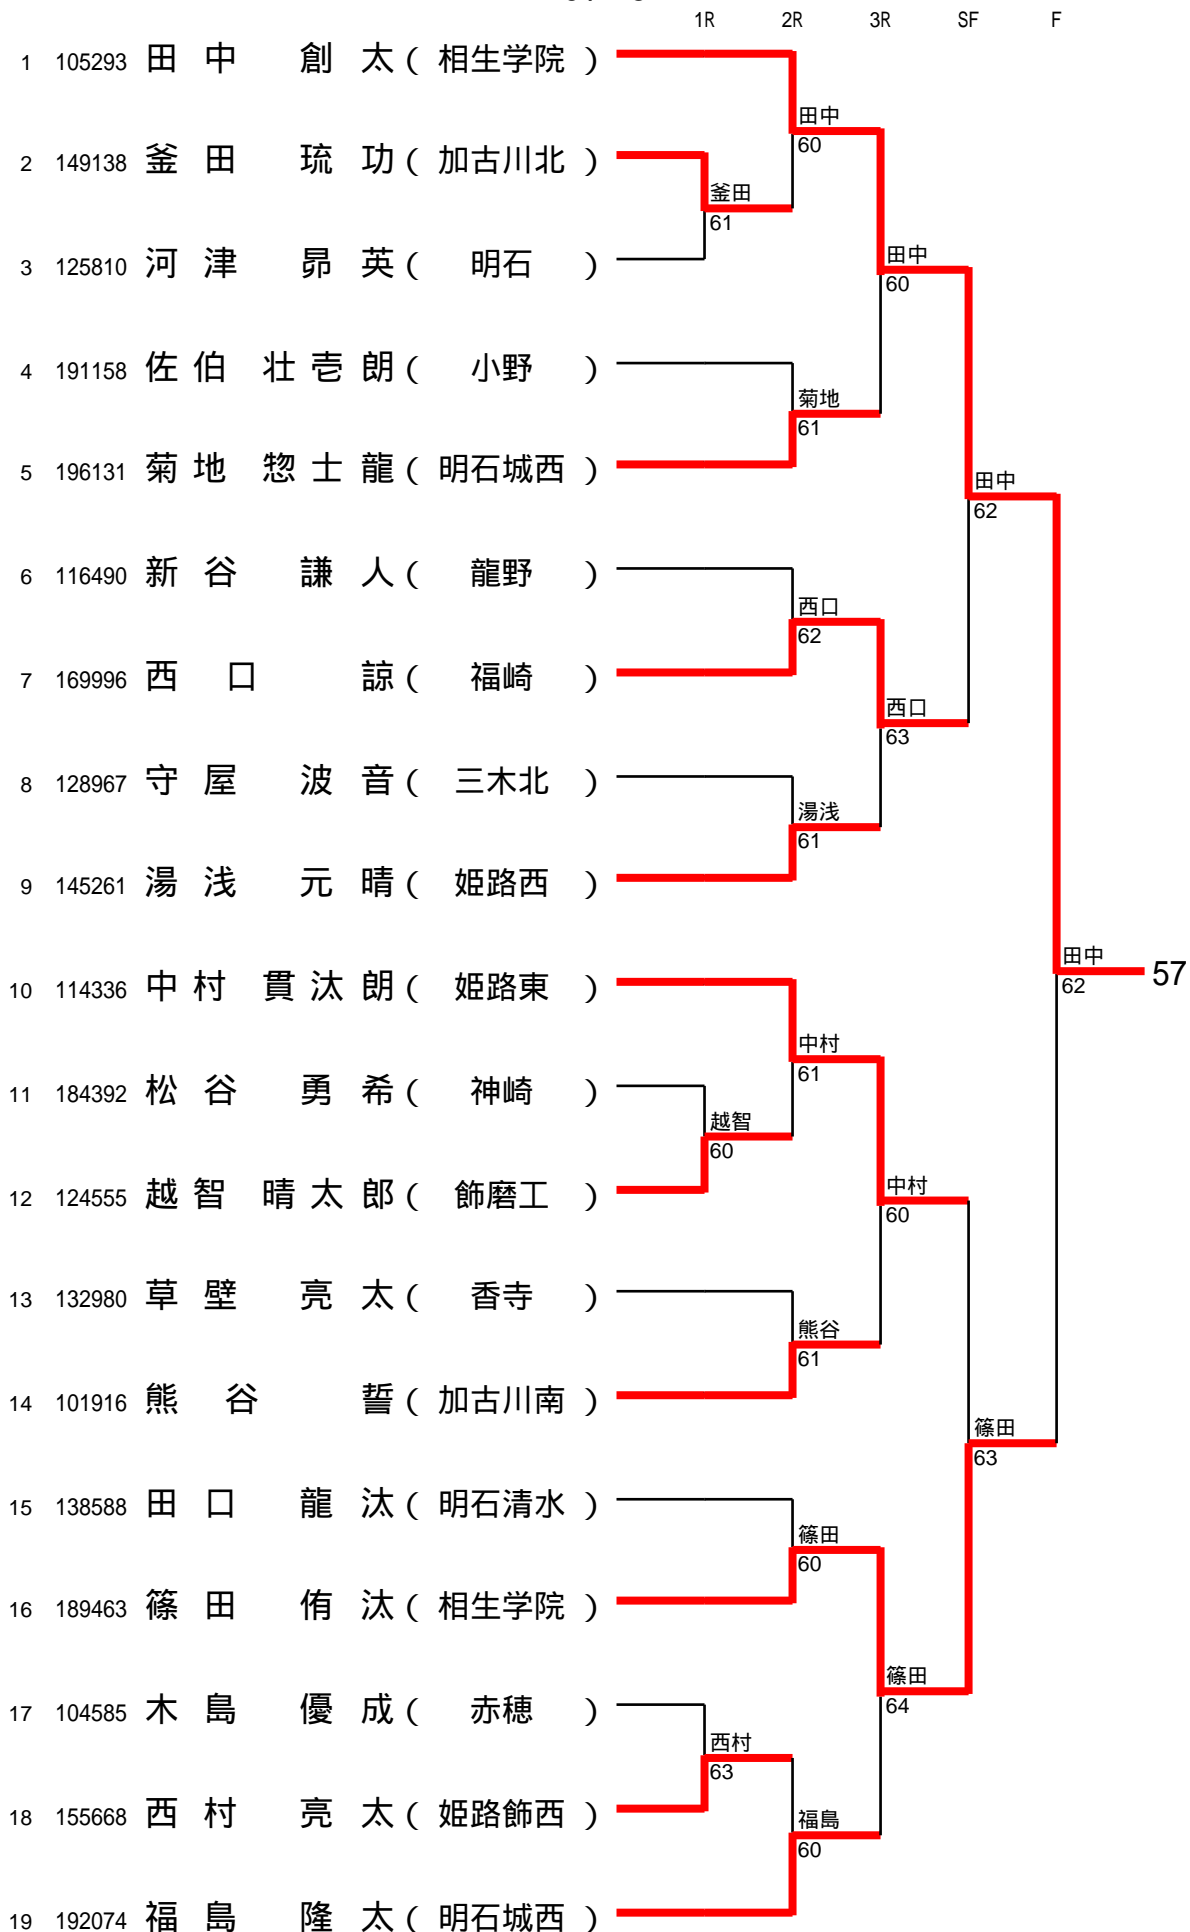 1R 2R 3R SF F
1 105293 田中 創太 ( 相生学院 )
田中
60
2 149138 釜田 琉功 ( 加古川北 )
釜田
61
3 125810 河津 昴英 ( 明石 )
田中
60
4 191158 佐伯 壮壱朗 ( 小野 )
菊地
61
5 196131 菊地 惣士龍 ( 明石城西 )
田中
62
6 116490 新谷 謙人 ( 龍野 )
西口
62
7 169996 西口 諒 ( 福崎 )
西口
63
8 128967 守屋 波音 ( 三木北 )
湯浅
61
9 145261 湯浅 元晴 ( 姫路西 )
田中
62
57
10 114336 中村 貫汰朗 ( 姫路東 )
中村
61
11 184392 松谷 勇希 ( 神崎 )
越智
60
12 124555 越智 晴太郎 ( 飾磨工 )
中村
60
13 132980 草壁 亮太 ( 香寺 )
熊谷
61
14 101916 熊谷 誓 ( 加古川南 )
篠田
63
15 138588 田口 龍汰 ( 明石清水 )
篠田
60
16 189463 篠田 侑汰 ( 相生学院 )
篠田
64
17 104585 木島 優成 ( 赤穂 )
西村
63
18 155668 西村 亮太 ( 姫路飾西 )
福島
60
19 192074 福島 隆太 ( 明石城西 )